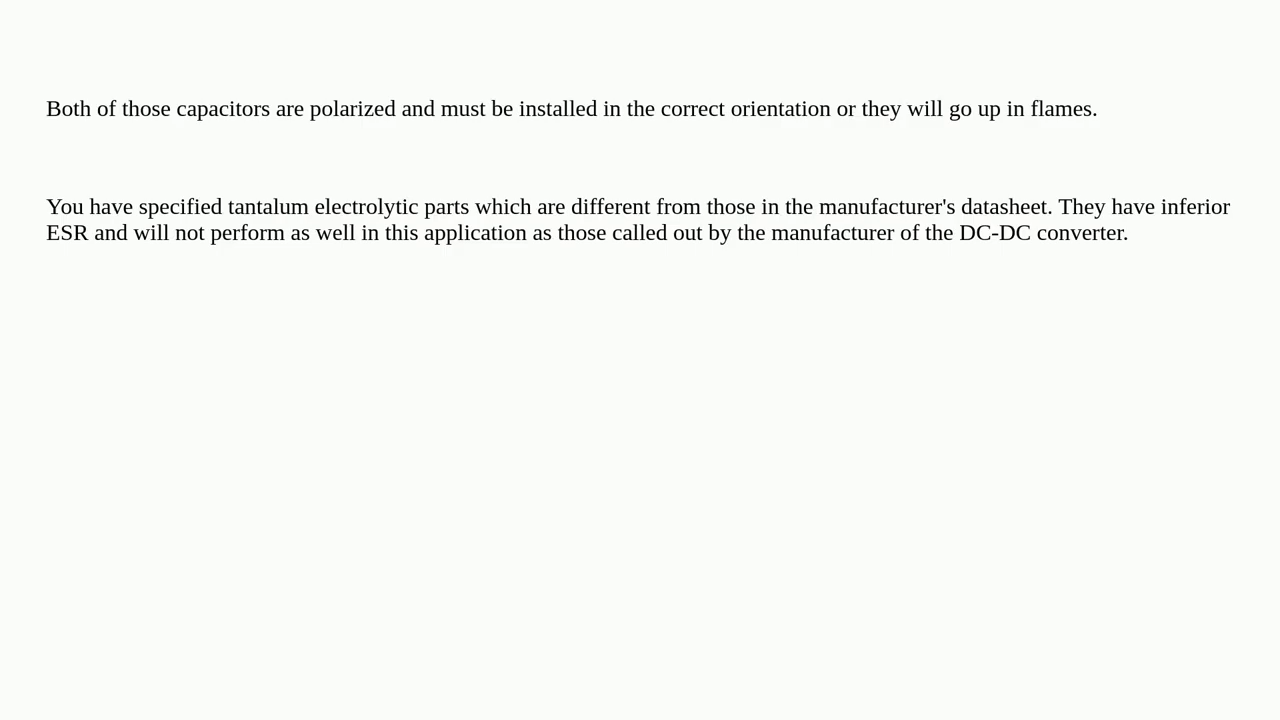 Both of those capacitors are polarized and must be installed in the correct orientation or they will go up in flames.
You have specified tantalum electrolytic parts which are different from those in the manufacturer's datasheet. They have inferior
ESR and will not perform as well in this application as those called out by the manufacturer of the DC-DC converter.